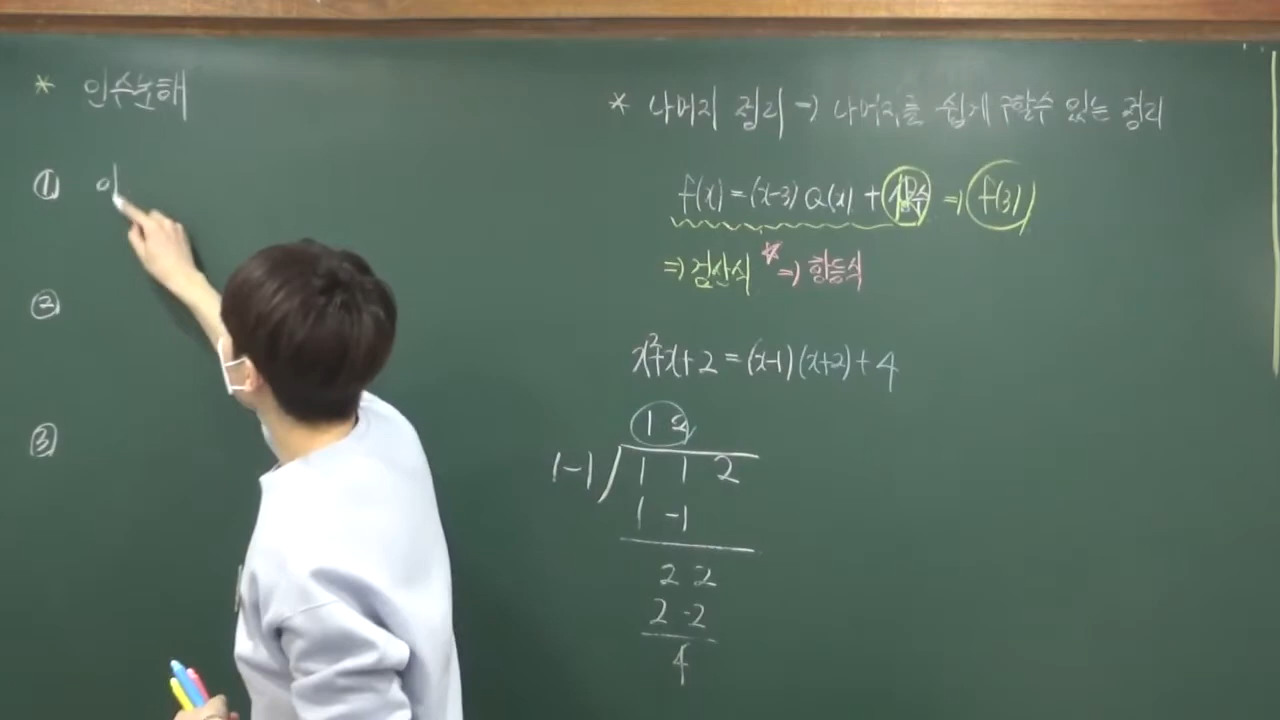 * 인수분해
①
②
③
* 나머지 정리 ⇒ 나머지를 쉽게 구할수 있는 정리
f(x) = (x-3) Q(x) + 상수 ⇒ f(3)
⇒ 검산식 ☆ ⇒ 항등식
x²+x+2 = (x-1)(x+2)+4
1 2
1-1 1 1 2
1 -1
2 2
2 -2
4